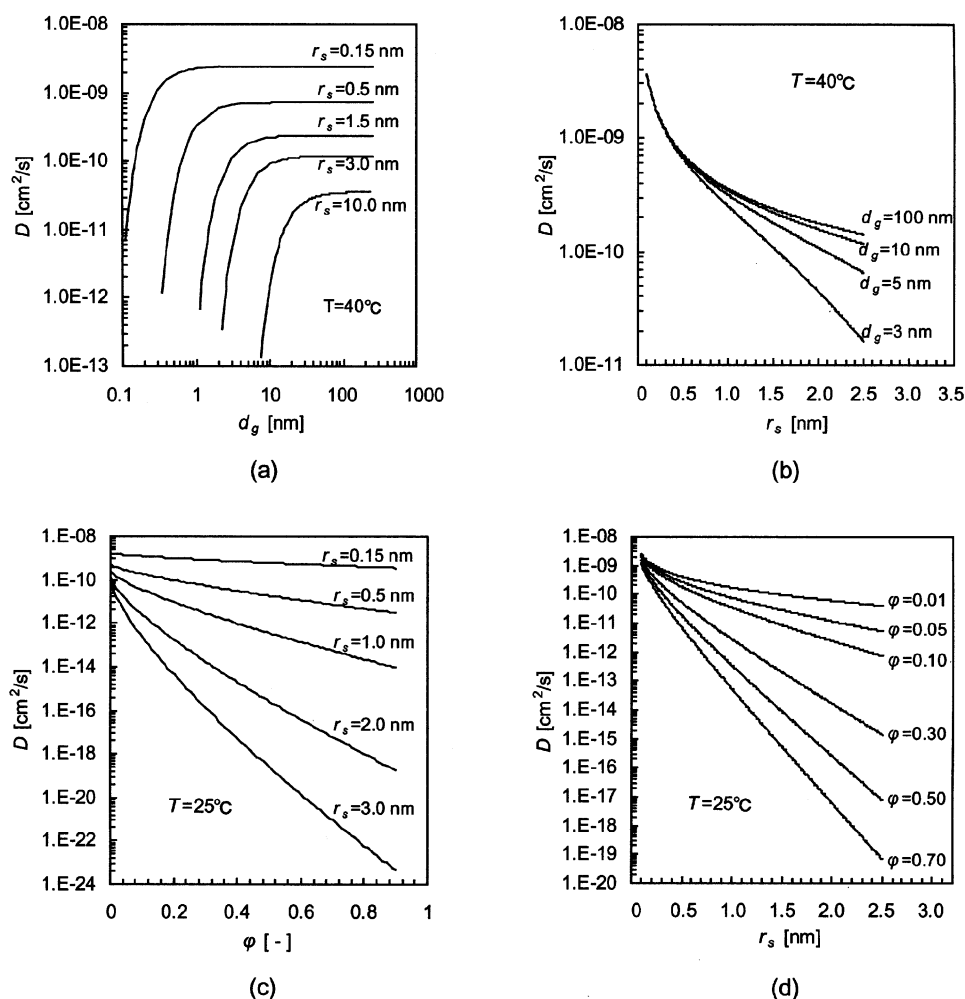 1.0E-08
1.0E-09
1.0E-10
1.0E-11
1.0E-12
1.0E-13
D [cm²/s]
r_s=0.15 nm
r_s=0.5 nm
r_s=1.5 nm
r_s=3.0 nm
r_s=10.0 nm
T=40℃
0.1 1 10 100 1000
d_g [nm]
(a)
1.0E-08
1.0E-09
1.0E-10
1.0E-11
D [cm²/s]
T=40℃
d_g=100 nm
d_g=10 nm
d_g=5 nm
d_g=3 nm
0.0 0.5 1.0 1.5 2.0 2.5 3.0 3.5
r_s [nm]
(b)
1.E-08
1.E-10
1.E-12
1.E-14
1.E-16
1.E-18
1.E-20
1.E-22
1.E-24
D [cm²/s]
r_s=0.15 nm
r_s=0.5 nm
r_s=1.0 nm
r_s=2.0 nm
r_s=3.0 nm
T=25℃
0 0.2 0.4 0.6 0.8 1
φ [ - ]
(c)
1.E-08
1.E-09
1.E-10
1.E-11
1.E-12
1.E-13
1.E-14
1.E-15
1.E-16
1.E-17
1.E-18
1.E-19
1.E-20
D [cm²/s]
φ=0.01
φ=0.05
φ=0.10
φ=0.30
φ=0.50
φ=0.70
T=25℃
0.0 0.5 1.0 1.5 2.0 2.5 3.0
r_s [nm]
(d)